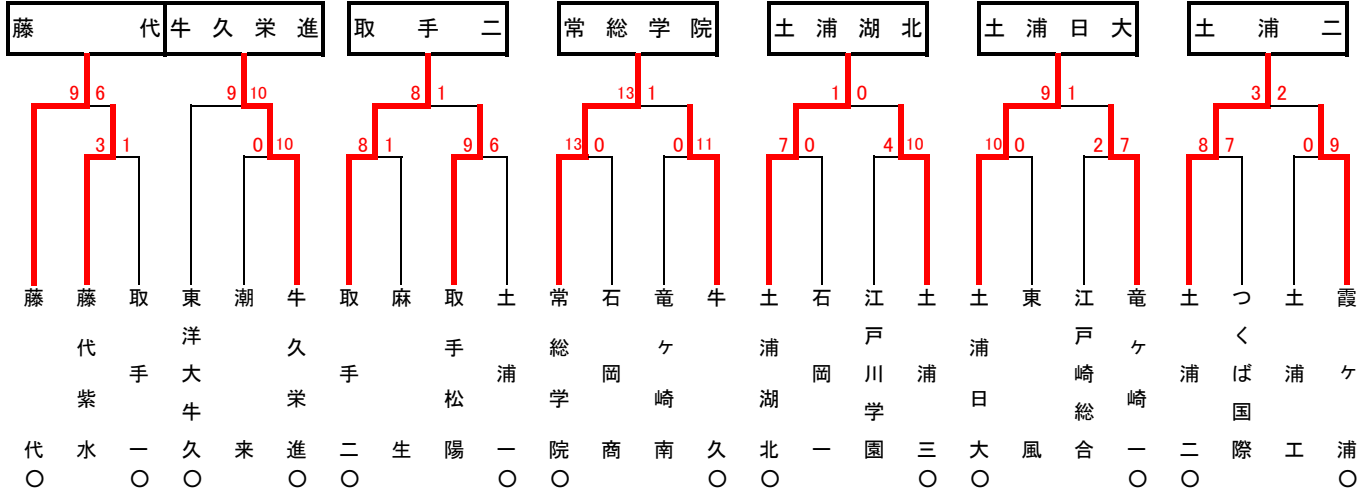 藤代 牛久栄進 取手二 常総学院 土浦湖北 土浦日大 土浦二
9 6 9 10 8 1 13 1 1 0 9 1 3 2
3 1 0 10 8 1 9 6 13 0 0 11 7 0 4 10 10 0 2 7 8 7 0 9
藤代
藤代紫水
取手一
東洋大牛久
潮来
牛久栄進
取手二
麻生
取手松陽
土浦一
常総学院
石岡商
竜ヶ崎南
牛久
土浦湖北
石岡一
江戸川学園
土浦三
土浦日大
東風
江戸崎総合
竜ヶ崎一
土浦二
つくば国際
土浦工
霞ヶ浦
○ ○ ○ ○ ○ ○ ○ ○ ○ ○ ○ ○ ○ ○